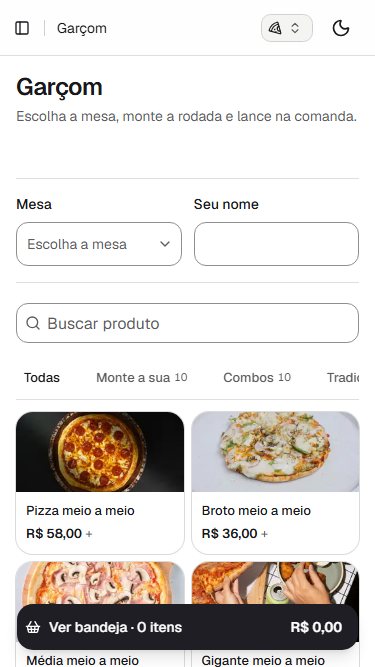 Garçom
Garçom
Escolha a mesa, monte a rodada e lance na comanda.
Mesa
Seu nome
Escolha a mesa
Buscar produto
Todas
Monte a sua 10
Combos 10
Tradic
Pizza meio a meio
R$ 58,00 +
Broto meio a meio
R$ 36,00 +
Ver bandeja · 0 itens
R$ 0,00
Média meio a meio
Gigante meio a meio